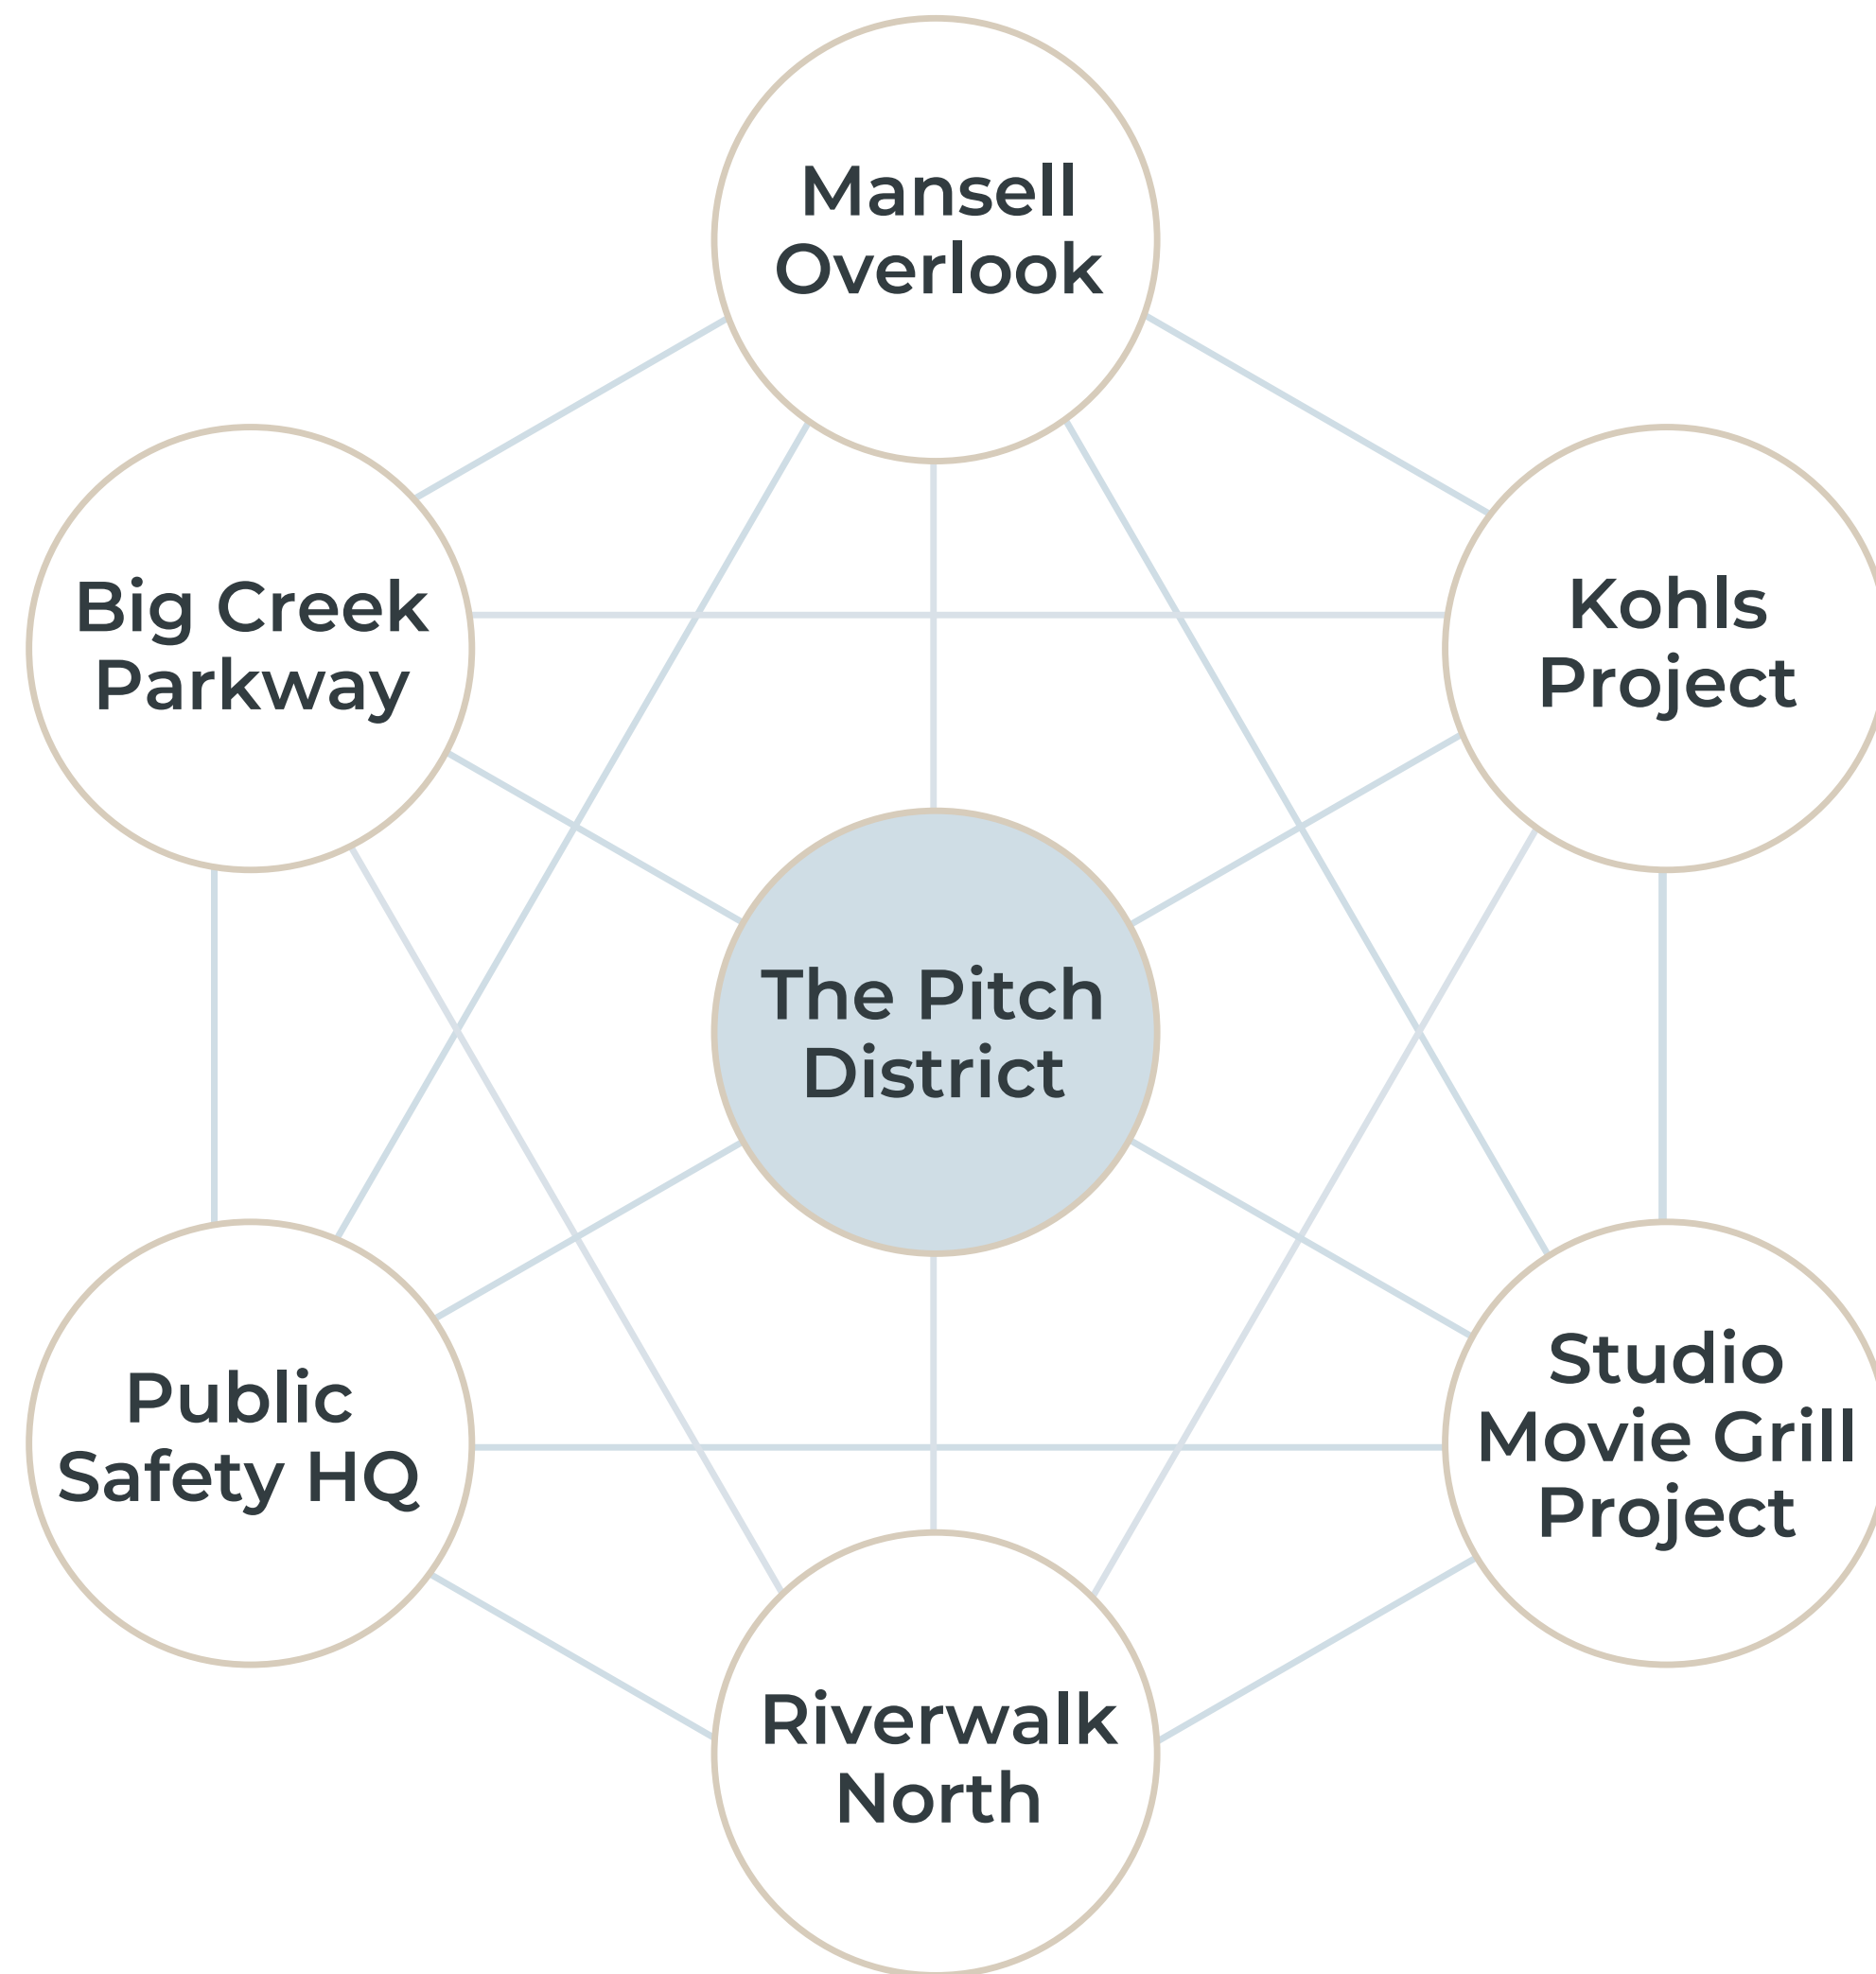 Mansell
Overlook
Big Creek
Parkway
Kohls
Project
The Pitch
District
Public
Safety HQ
Studio
Movie Grill
Project
Riverwalk
North